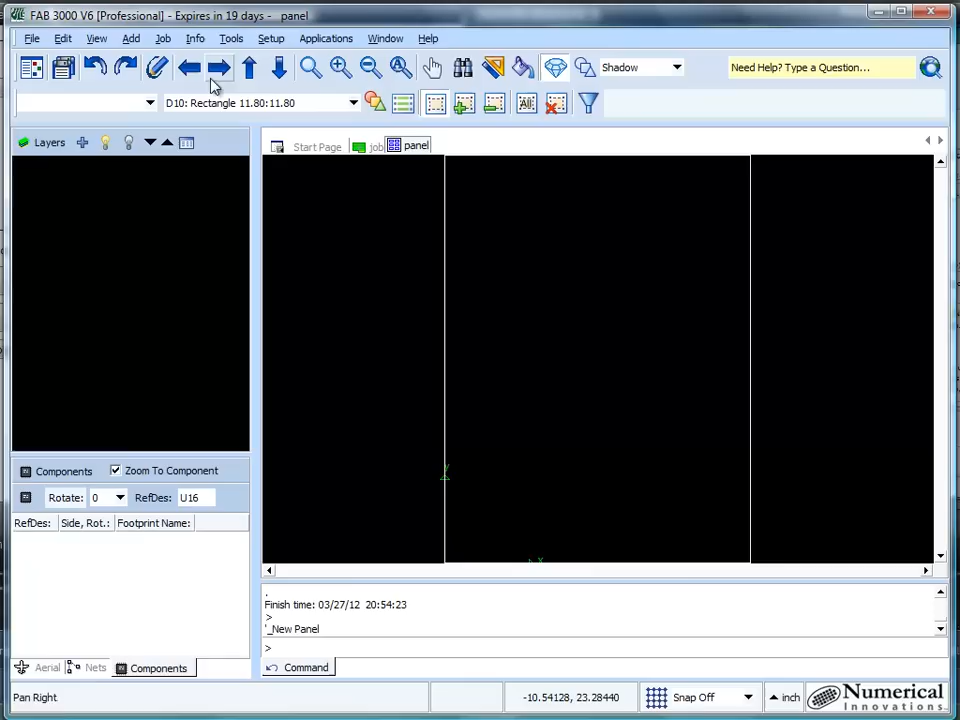 FAB 3000 V6 [Professional] - Expires in 19 days - panel
File Edit View Add Job Info Tools Setup Applications Window Help
Shadow
Need Help? Type a Question...
D10: Rectangle 11.80:11.80
All
Layers
Start Page
job
panel
y
x
Components
Zoom To Component
Rotate: 0 RefDes: U16
RefDes: Side, Rot.: Footprint Name:
.
Finish time: 03/27/12 20:54:23
>
'_New Panel
>
Aerial Nets Components
Command
Pan Right
-10.54128, 23.28440
Snap Off
inch
Numerical
Innovations